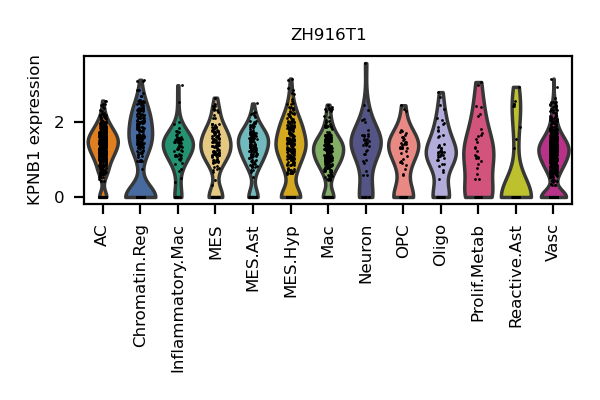 ZH916T1
KPNB1 expression
2
0
AC
Chromatin.Reg
Inflammatory.Mac
MES
MES.Ast
MES.Hyp
Mac
Neuron
OPC
Oligo
Prolif.Metab
Reactive.Ast
Vasc